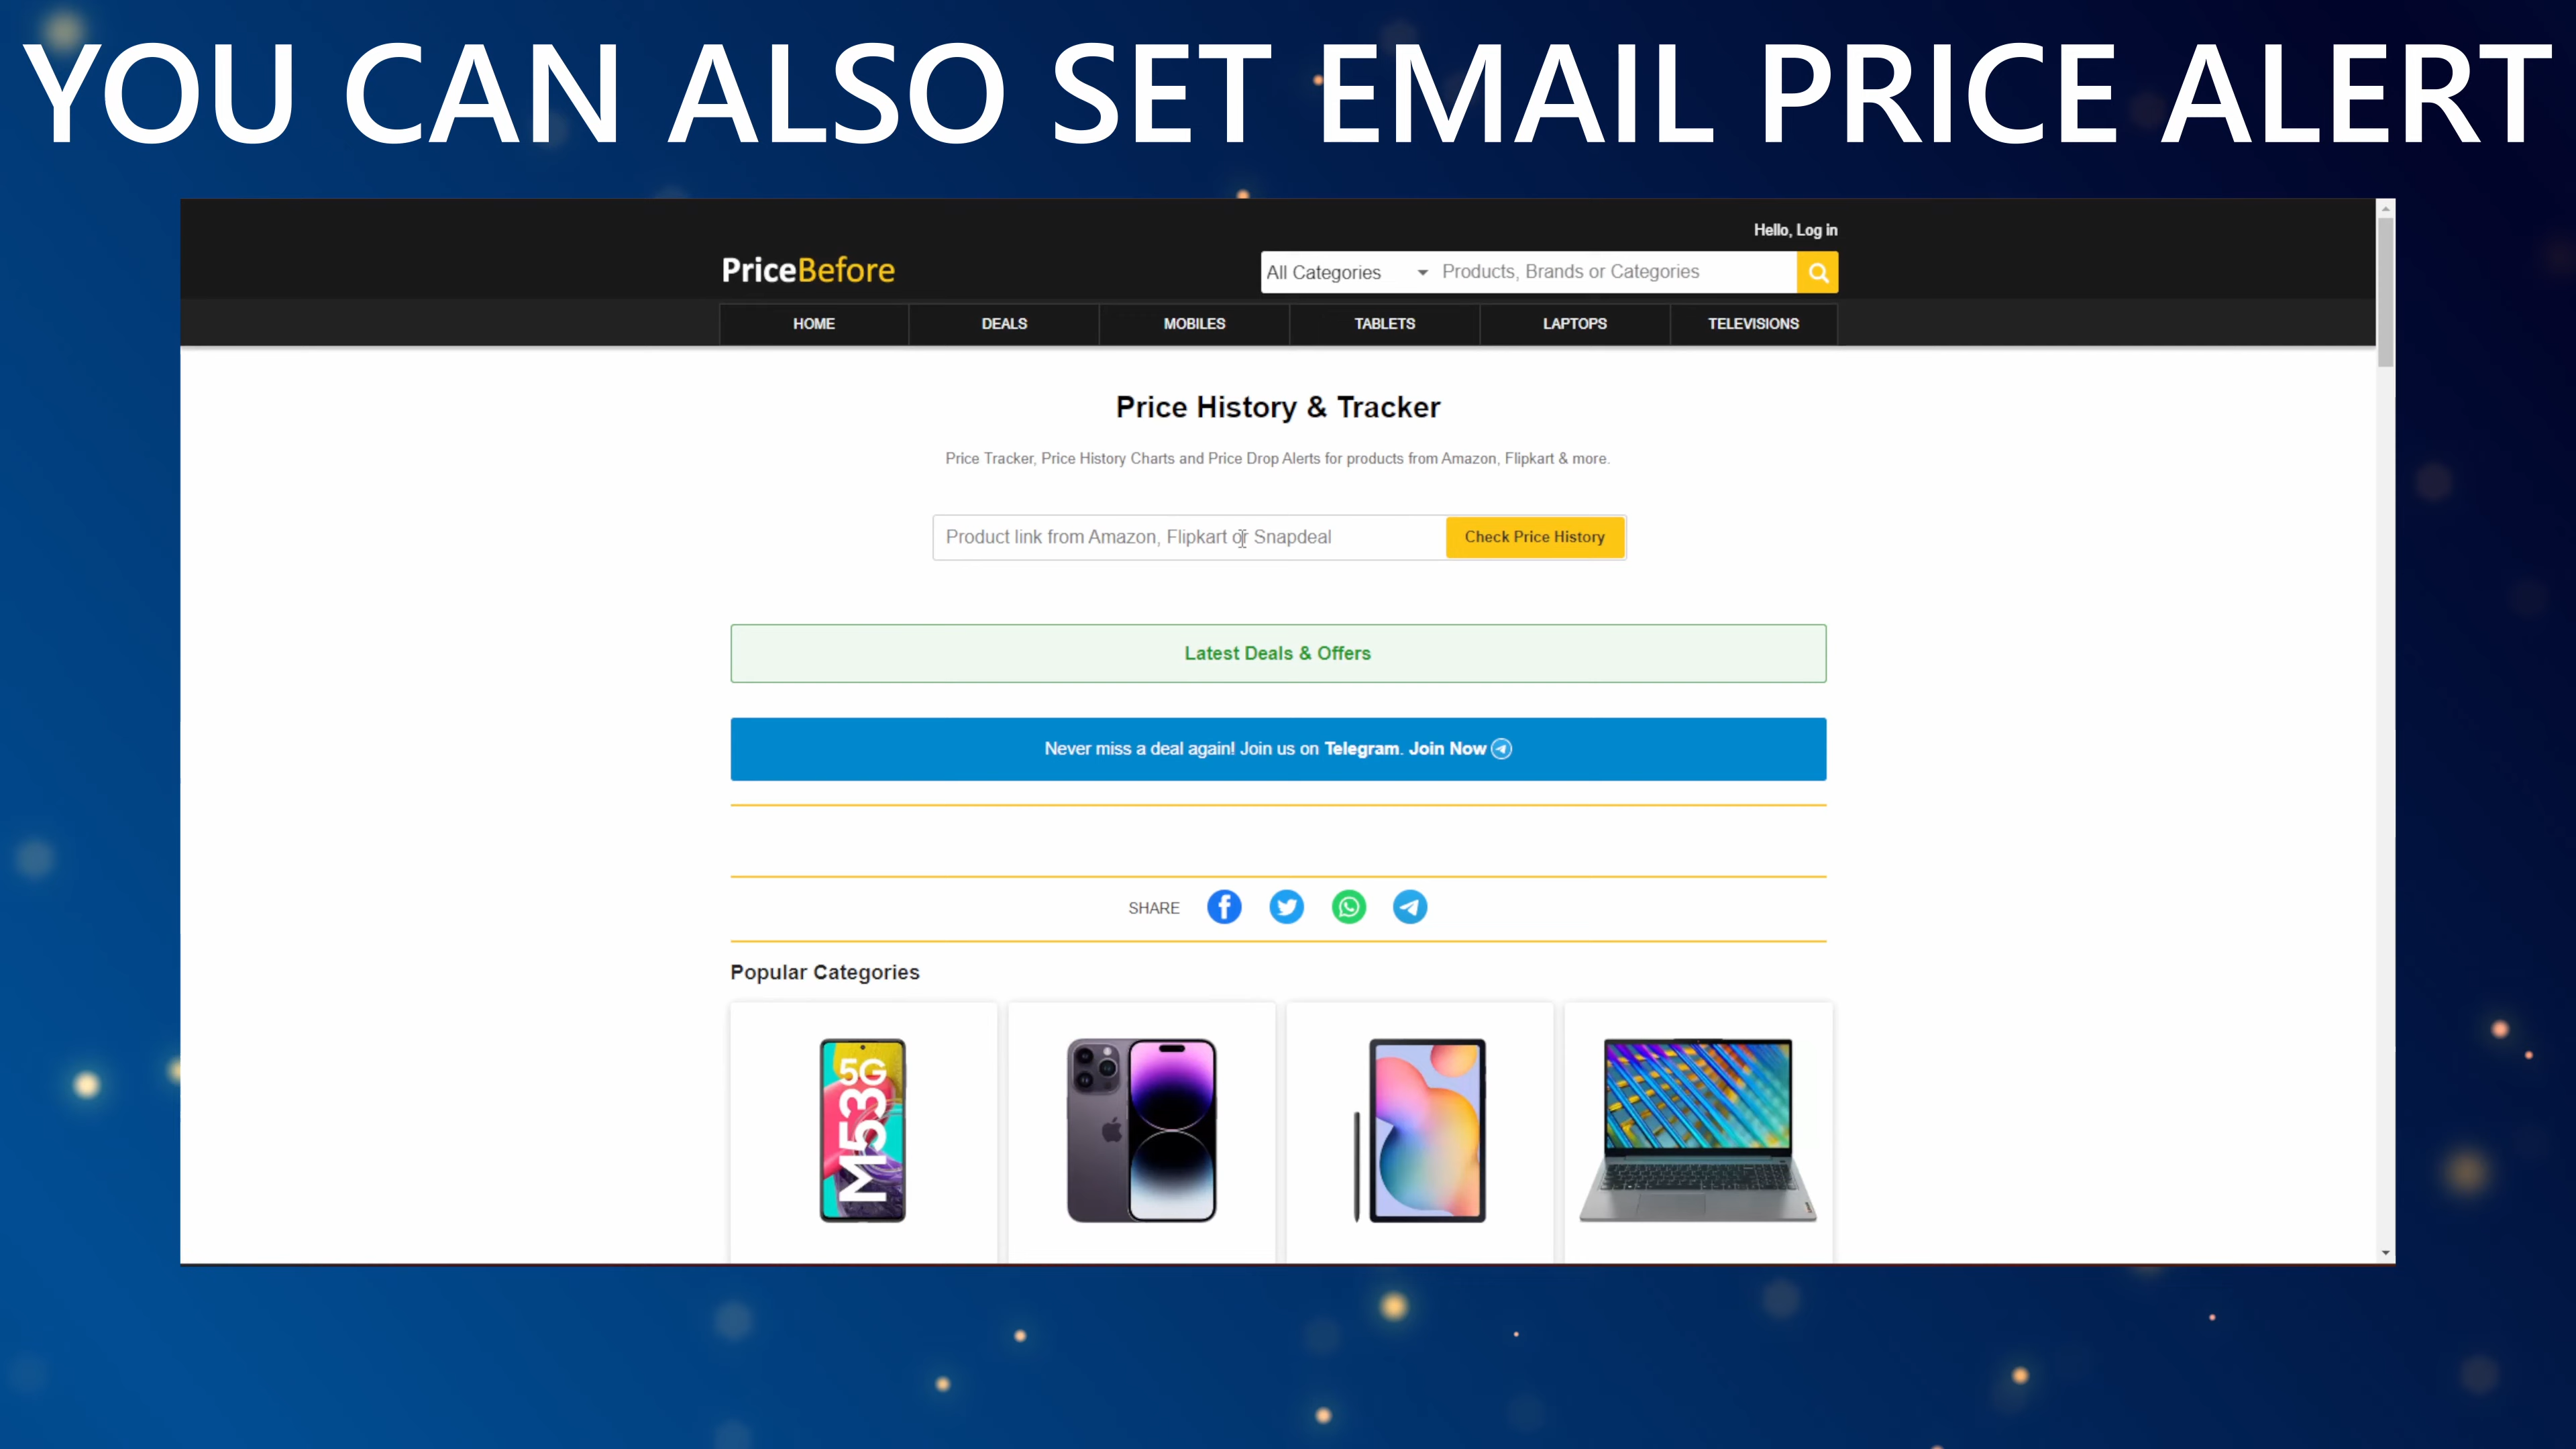 YOU CAN ALSO SET EMAIL PRICE ALERT
Hello, Log in
PriceBefore
All Categories
Products, Brands or Categories
HOME
DEALS
MOBILES
TABLETS
LAPTOPS
TELEVISIONS
Price History & Tracker
Price Tracker, Price History Charts and Price Drop Alerts for products from Amazon, Flipkart & more.
Product link from Amazon, Flipkart or Snapdeal
Check Price History
Latest Deals & Offers
Never miss a deal again! Join us on Telegram. Join Now
SHARE
Popular Categories
5G
M53